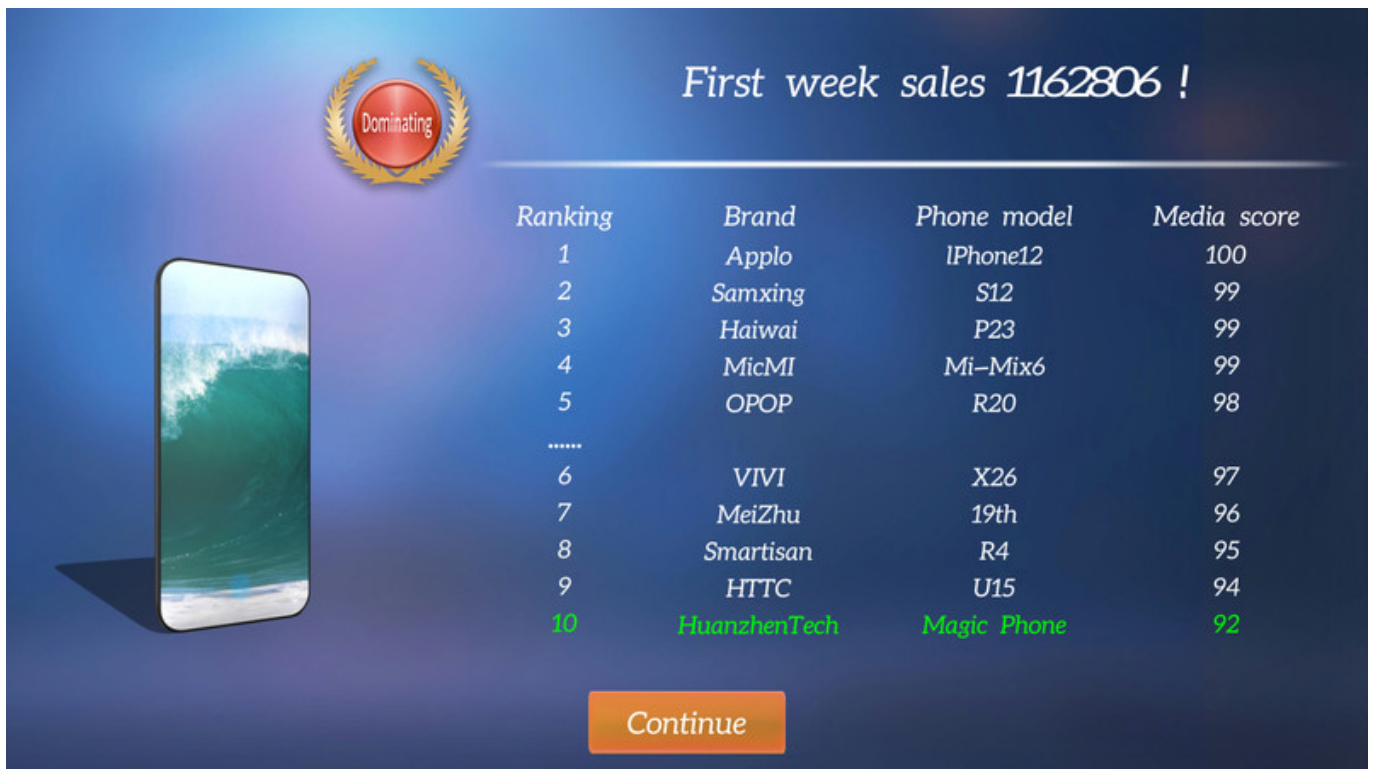 Dominating
First week sales 1162806 !
Ranking Brand Phone model Media score
1 Applo lPhone12 100
2 Samxing S12 99
3 Haiwai P23 99
4 MicMI Mi-Mix6 99
5 OPOP R20 98
......
6 VIVI X26 97
7 MeiZhu 19th 96
8 Smartisan R4 95
9 HTTC U15 94
10 HuanzhenTech Magic Phone 92
Continue